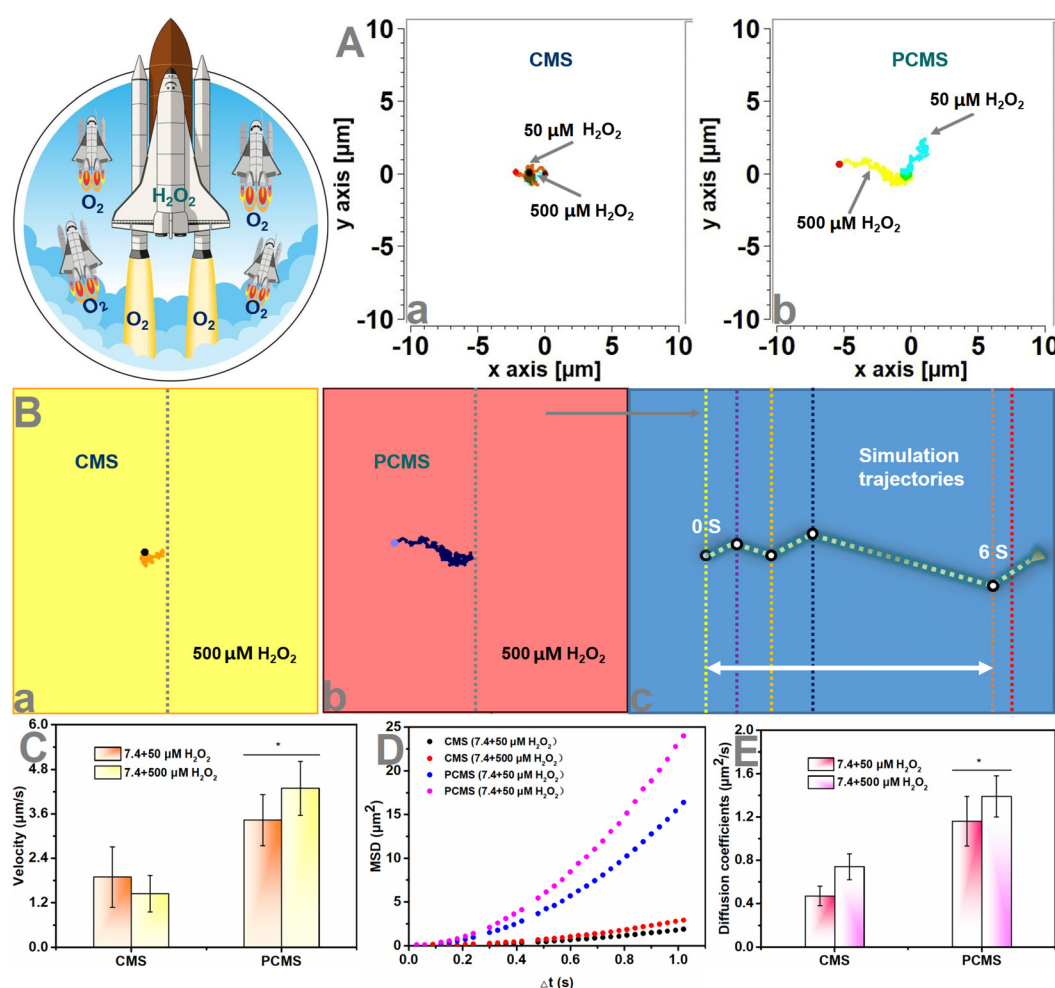 H₂O₂
O₂
O₂
O₂
O₂
O₂
O₂
A
CMS
50 μM H₂O₂
500 μM H₂O₂
y axis [μm]
10
5
0
-5
-10
-10
-5
0
5
10
x axis [μm]
a
PCMS
50 μM H₂O₂
500 μM H₂O₂
y axis [μm]
10
5
0
-5
-10
-10
-5
0
5
10
x axis [μm]
b
B
CMS
500 μM H₂O₂
a
PCMS
500 μM H₂O₂
b
Simulation
trajectories
0 S
6 S
c
C
7.4+50 μM H₂O₂
7.4+500 μM H₂O₂
*
Velocity (μm/s)
6.0
4.8
3.6
2.4
1.2
0.0
CMS
PCMS
D
CMS (7.4+50 μM H₂O₂)
CMS (7.4+500 μM H₂O₂)
PCMS (7.4+50 μM H₂O₂)
PCMS (7.4+50 μM H₂O₂)
MSD (μm²)
25
20
15
10
5
0
0.0
0.2
0.4
0.6
0.8
1.0
△t (s)
E
7.4+50 μM H₂O₂
7.4+500 μM H₂O₂
*
Diffusion coefficients (μm²/s)
2.0
1.6
1.2
0.8
0.4
0.0
CMS
PCMS